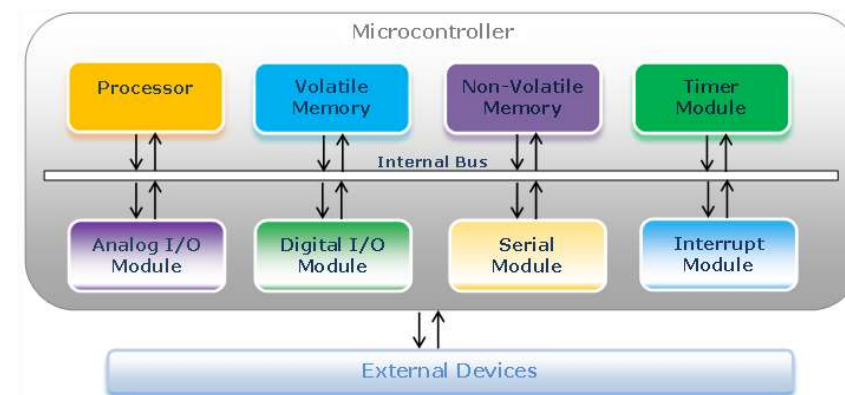 Microcontroller
Processor
Volatile
Memory
Non-Volatile
Memory
Timer
Module
Internal Bus
Analog I/O
Module
Digital I/O
Module
Serial
Module
Interrupt
Module
External Devices